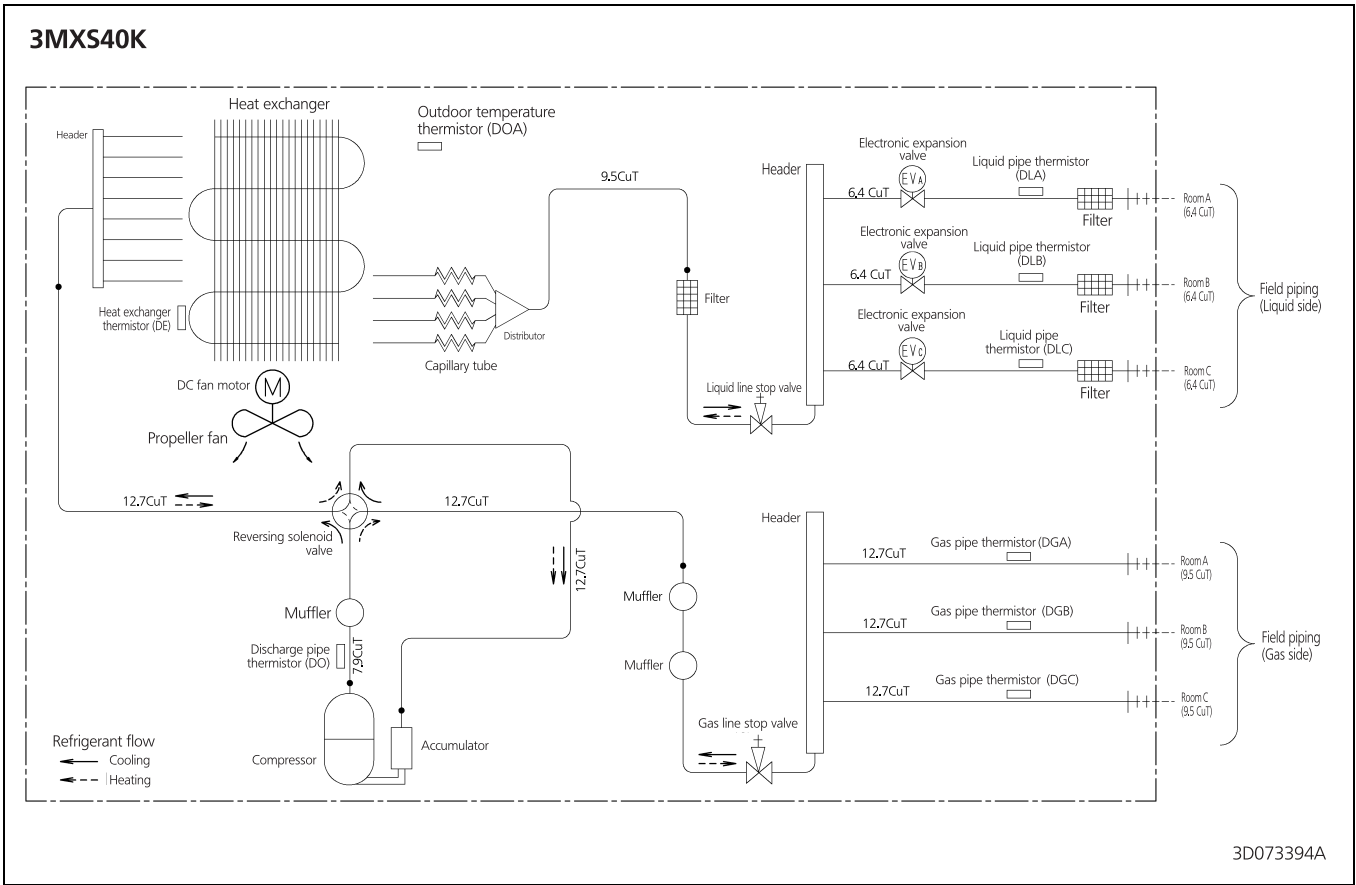 3MXS40K
Heat exchanger
Header
Outdoor temperature
thermistor (DOA)
9.5CuT
Header
Electronic expansion
valve
EVA
6.4 CuT
Liquid pipe thermistor
(DLA)
Filter
Room A
(6,4 CuT)
Electronic expansion
valve
EVB
6.4 CuT
Liquid pipe thermistor
(DLB)
Filter
Room B
(6,4 CuT)
Electronic expansion
valve
EVC
6.4 CuT
Liquid pipe
thermistor (DLC)
Filter
Room C
(6,4 CuT)
Field piping
(Liquid side)
Heat exchanger
thermistor (DE)
Filter
Distributor
Capillary tube
DC fan motor
M
Propeller fan
Liquid line stop valve
12.7CuT
12.7CuT
Reversing solenoid
valve
12.7CuT
Muffler
Discharge pipe
thermistor (DO)
7.9CuT
Muffler
Muffler
Header
12.7CuT
Gas pipe thermistor (DGA)
Room A
(9.5 CuT)
12.7CuT
Gas pipe thermistor (DGB)
Room B
(9.5 CuT)
12.7CuT
Gas pipe thermistor (DGC)
Room C
(9.5 CuT)
Field piping
(Gas side)
Gas line stop valve
Compressor
Accumulator
Refrigerant flow
Cooling
Heating
3D073394A